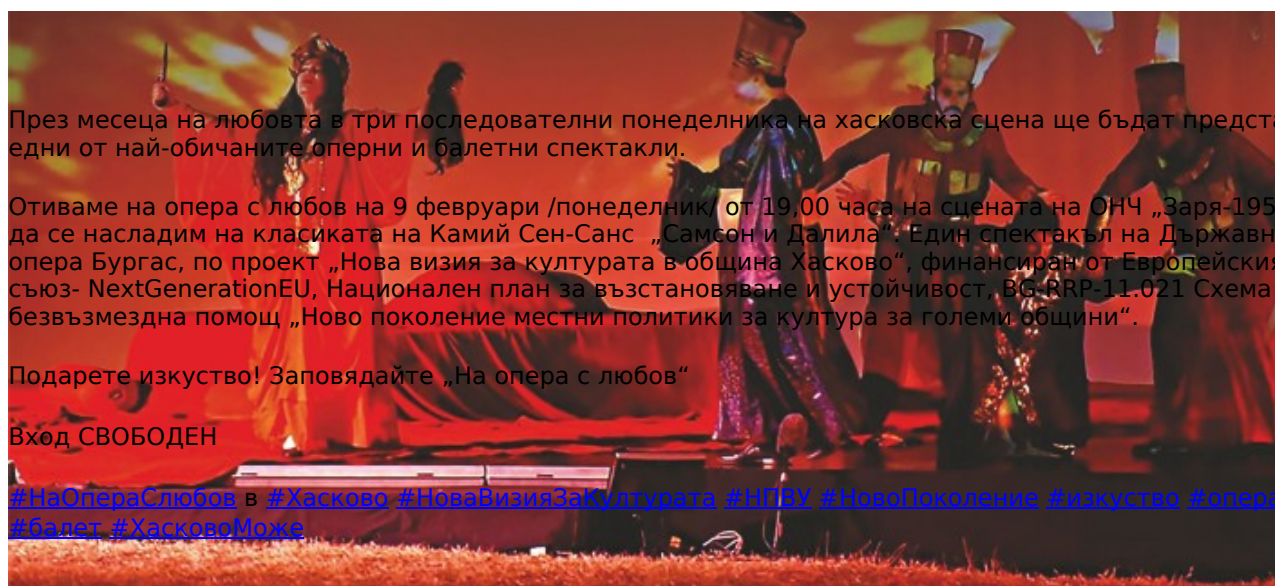 През месеца на любовта в три последователни понеделника на хасковска сцена ще бъдат предста
едни от най-обичаните оперни и балетни спектакли.
Отиваме на опера с любов на 9 февруари /понеделник/ от 19,00 часа на сцената на ОНЧ „Заря-195
да се насладим на класиката на Камий Сен-Санс „Самсон и Далила“. Един спектакъл на Държавн
опера Бургас, по проект „Нова визия за културата в община Хасково“, финансиран от Европейския
съюз- NextGenerationEU, Национален план за възстановяване и устойчивост, BG-RRP-11.021 Схема
безвъзмездна помощ „Ново поколение местни политики за култура за големи общини“.
Подарете изкуство! Заповядайте „На опера с любов“
Вход СВОБОДЕН
#НаОпераСлюбов в #Хасково #НоваВизияЗаКултурата #НПВУ #НовоПоколение #изкуство #опера
#балет #ХасковоМоже